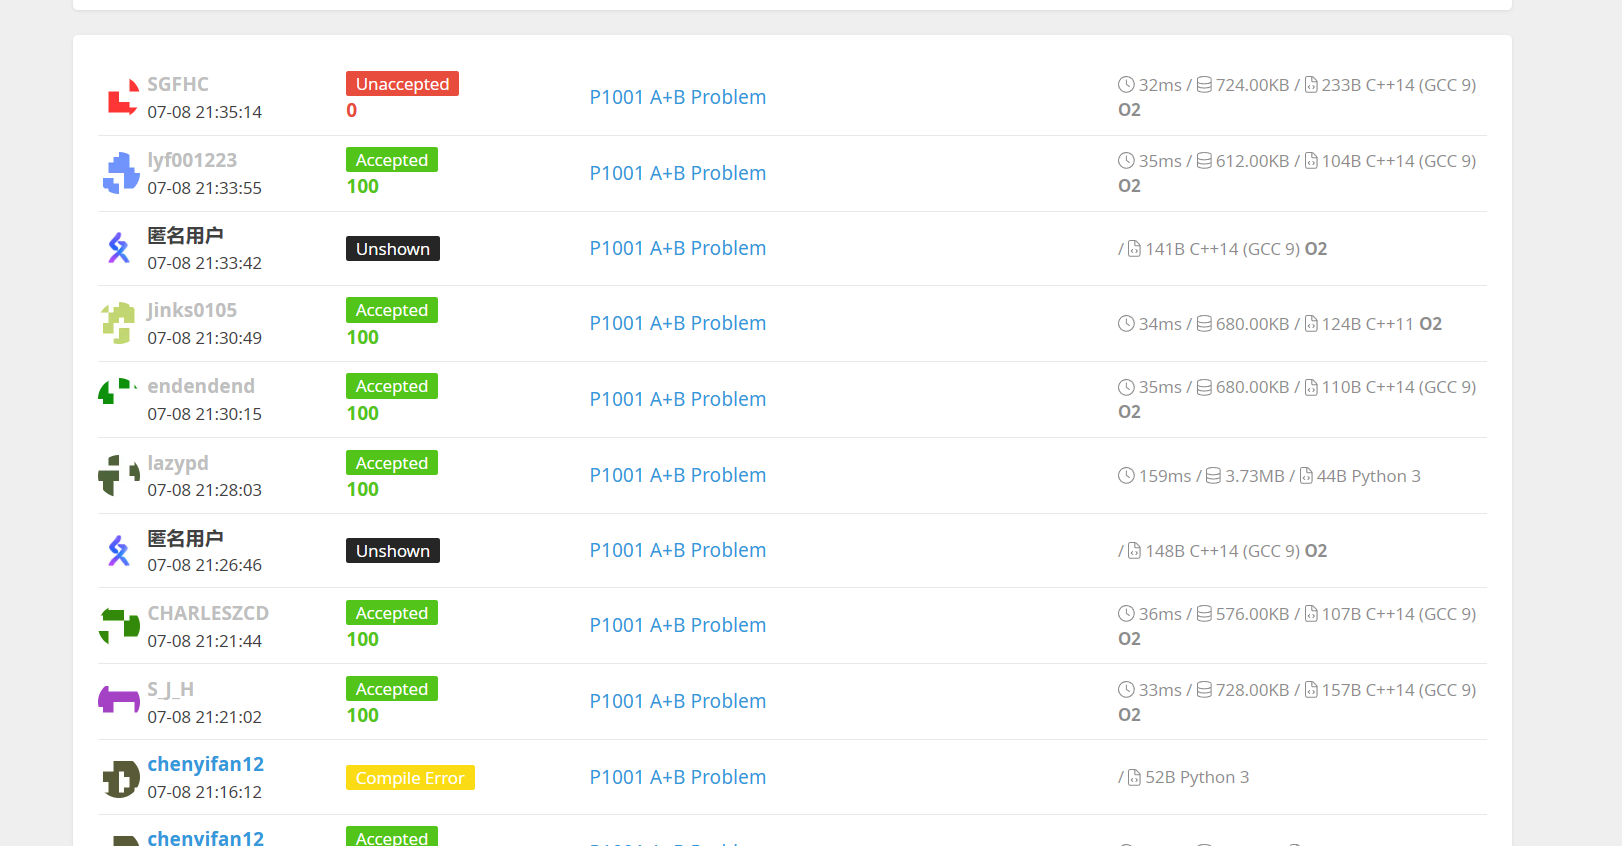 SGFHC
07-08 21:35:14
Unaccepted
0
P1001 A+B Problem
32ms / 724.00KB / 233B C++14 (GCC 9)
O2
lyf001223
07-08 21:33:55
Accepted
100
P1001 A+B Problem
35ms / 612.00KB / 104B C++14 (GCC 9)
O2
匿名用户
07-08 21:33:42
Unshown
P1001 A+B Problem
/ 141B C++14 (GCC 9) O2
Jinks0105
07-08 21:30:49
Accepted
100
P1001 A+B Problem
34ms / 680.00KB / 124B C++11 O2
endendend
07-08 21:30:15
Accepted
100
P1001 A+B Problem
35ms / 680.00KB / 110B C++14 (GCC 9)
O2
lazypd
07-08 21:28:03
Accepted
100
P1001 A+B Problem
159ms / 3.73MB / 44B Python 3
匿名用户
07-08 21:26:46
Unshown
P1001 A+B Problem
/ 148B C++14 (GCC 9) O2
CHARLESZCD
07-08 21:21:44
Accepted
100
P1001 A+B Problem
36ms / 576.00KB / 107B C++14 (GCC 9)
O2
S_J_H
07-08 21:21:02
Accepted
100
P1001 A+B Problem
33ms / 728.00KB / 157B C++14 (GCC 9)
O2
chenyifan12
07-08 21:16:12
Compile Error
P1001 A+B Problem
/ 52B Python 3
chenyifan12
Accepted